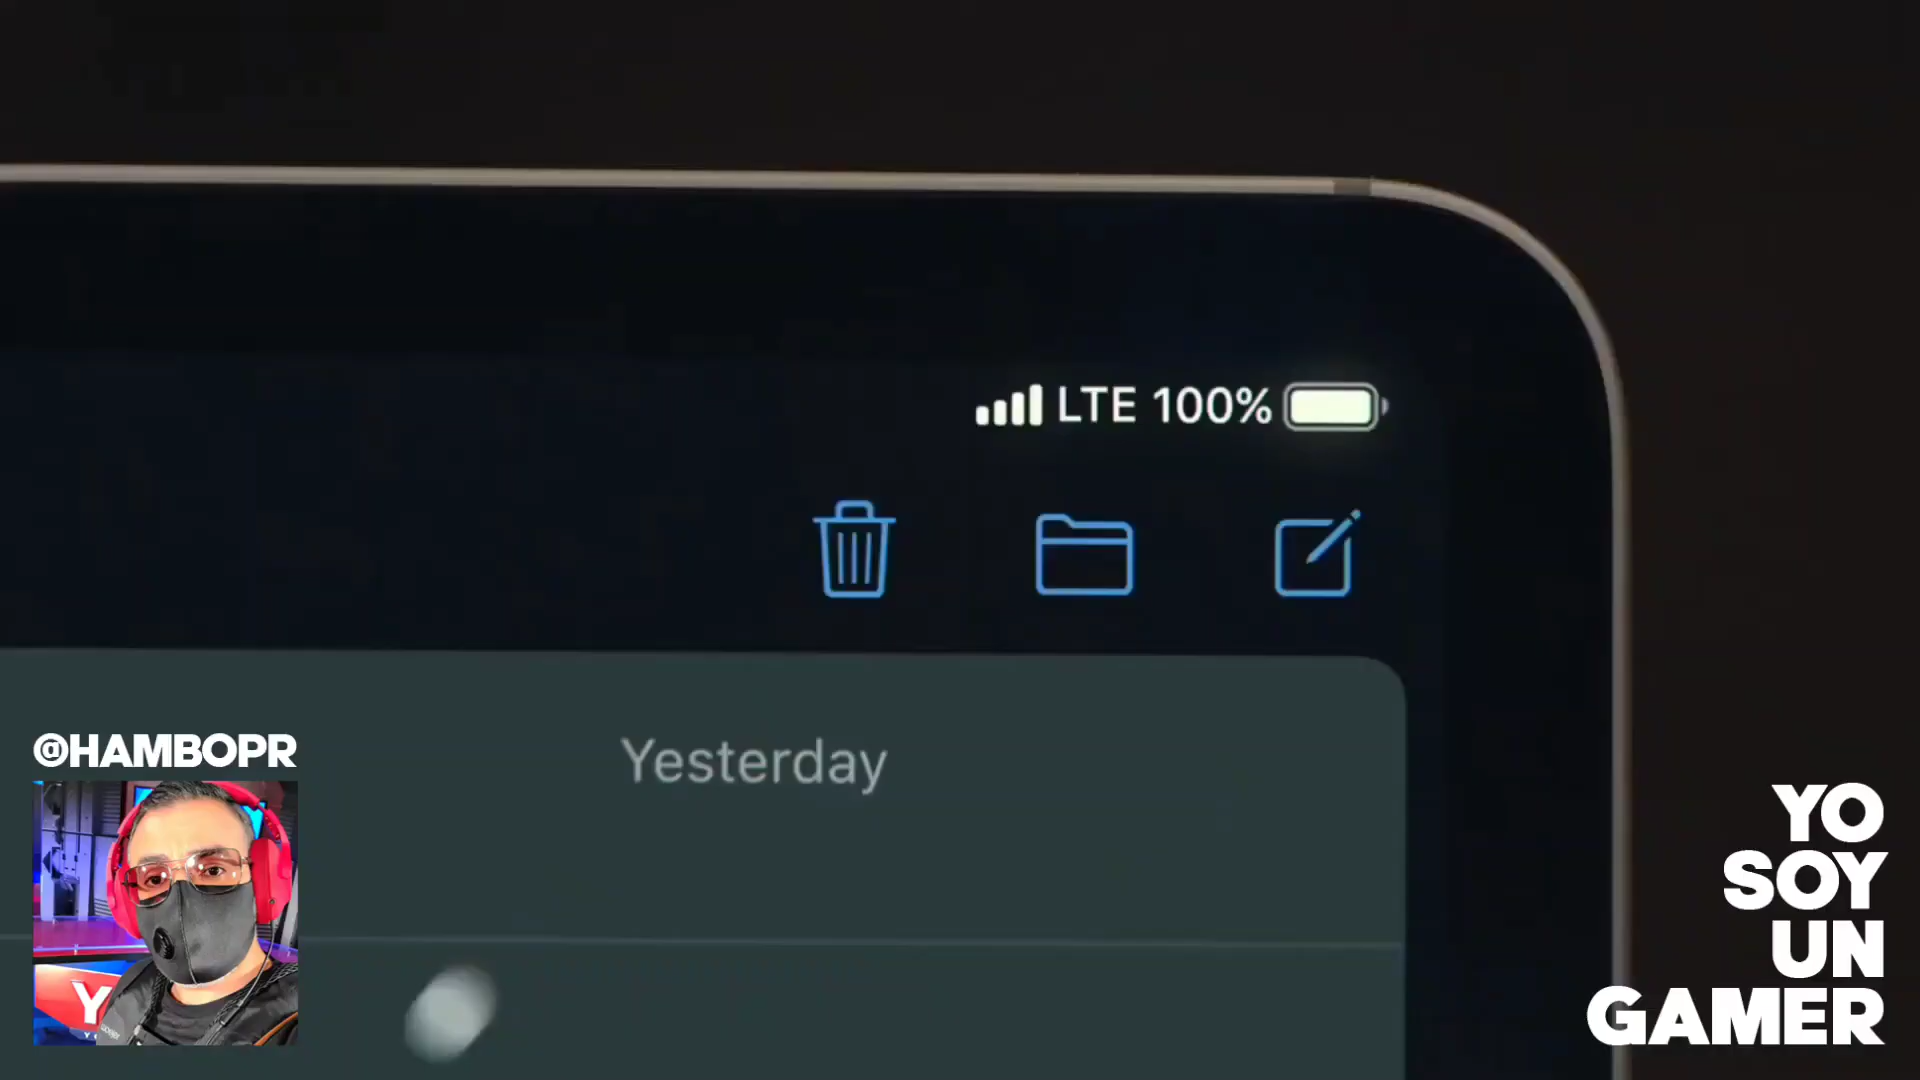 LTE 100%
Yesterday
@HAMBOPR
Y
YO
SOY
UN
GAMER